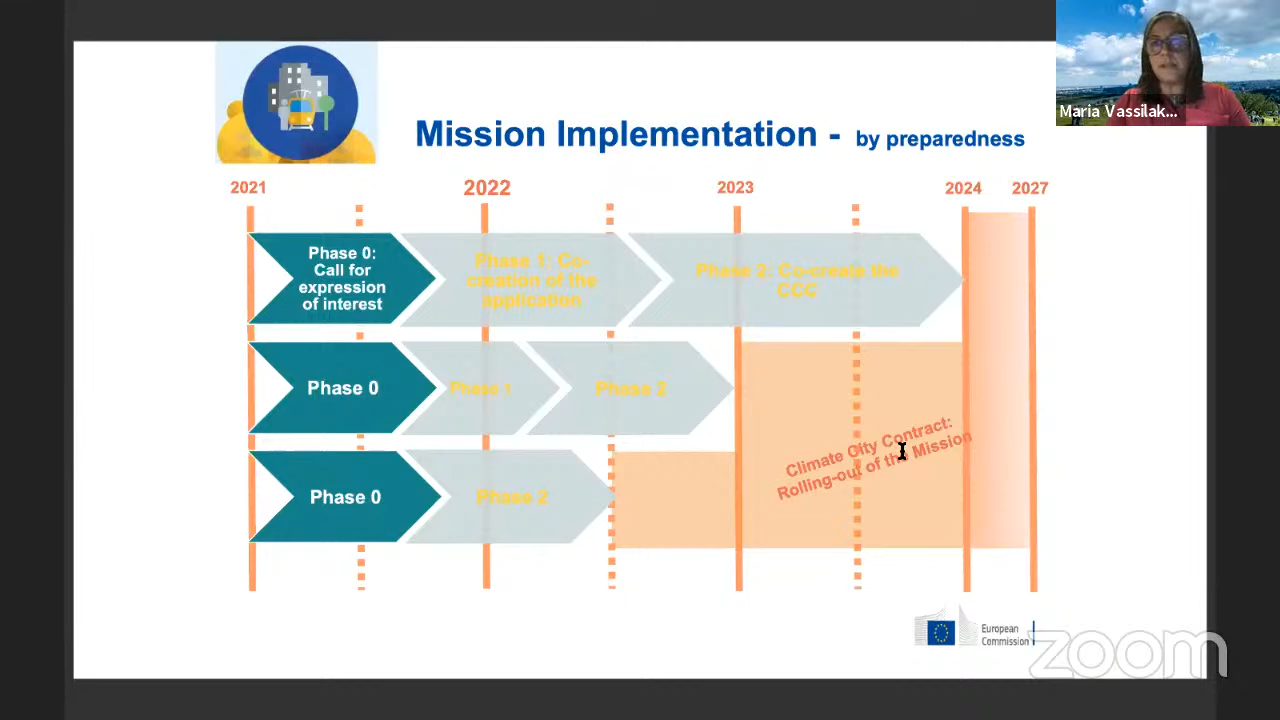 Maria Vassilak...
Mission Implementation - by preparedness
2021
2022
2023
2024
2027
Phase 0:
Call for
expression
of interest
Phase 1: Co-
creation of the
application
Phase 2: Co-create the
CCC
Phase 0
Phase 1
Phase 2
Climate City Contract:
Rolling-out of the Mission
Phase 0
Phase 2
European
Commission
zoom